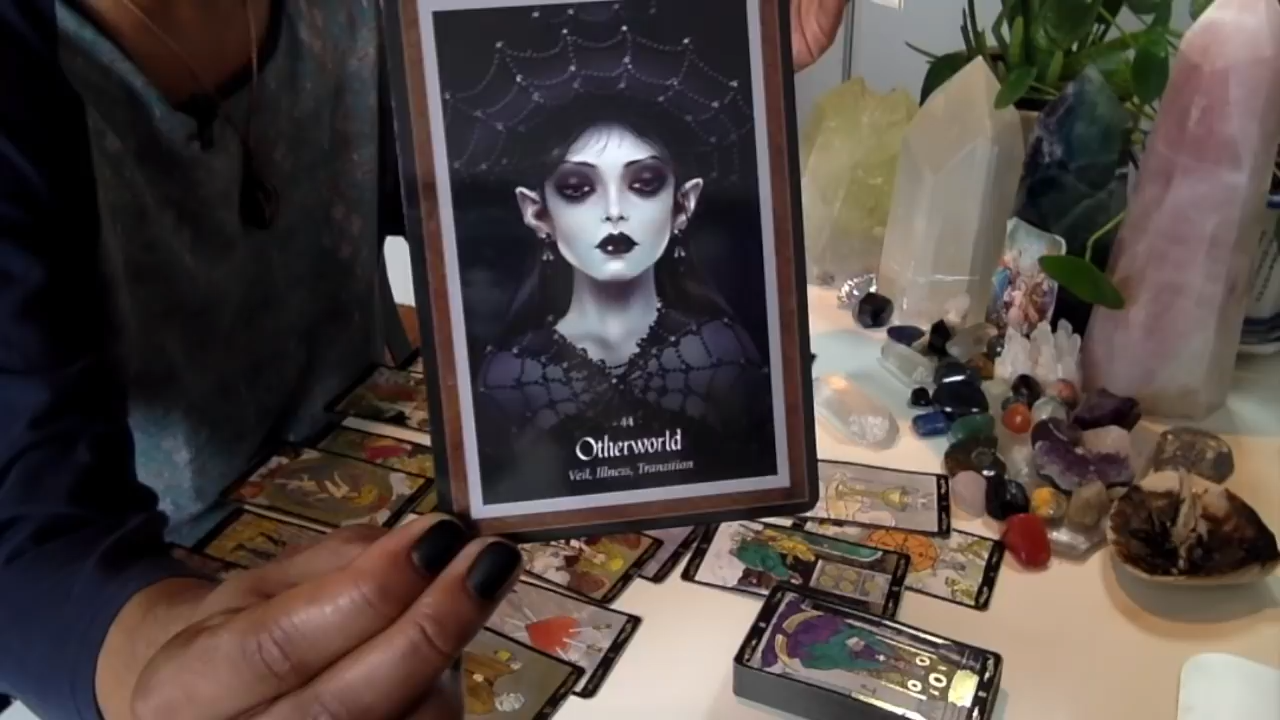 - 44 -
Otherworld
Veil, Illness, Transition